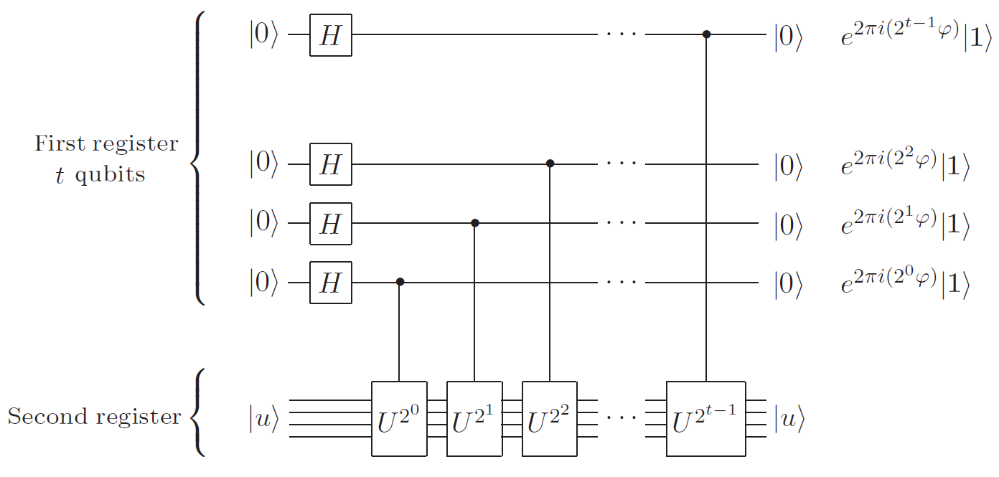 |0⟩ H · · · |0⟩ e^{2πi(2^{t−1}φ)}|1⟩
First register
t qubits
|0⟩ H · · · |0⟩ e^{2πi(2^2φ)}|1⟩
|0⟩ H · · · |0⟩ e^{2πi(2^1φ)}|1⟩
|0⟩ H · · · |0⟩ e^{2πi(2^0φ)}|1⟩
Second register |u⟩ U^{2^0} U^{2^1} U^{2^2} · · · U^{2^{t−1}} |u⟩